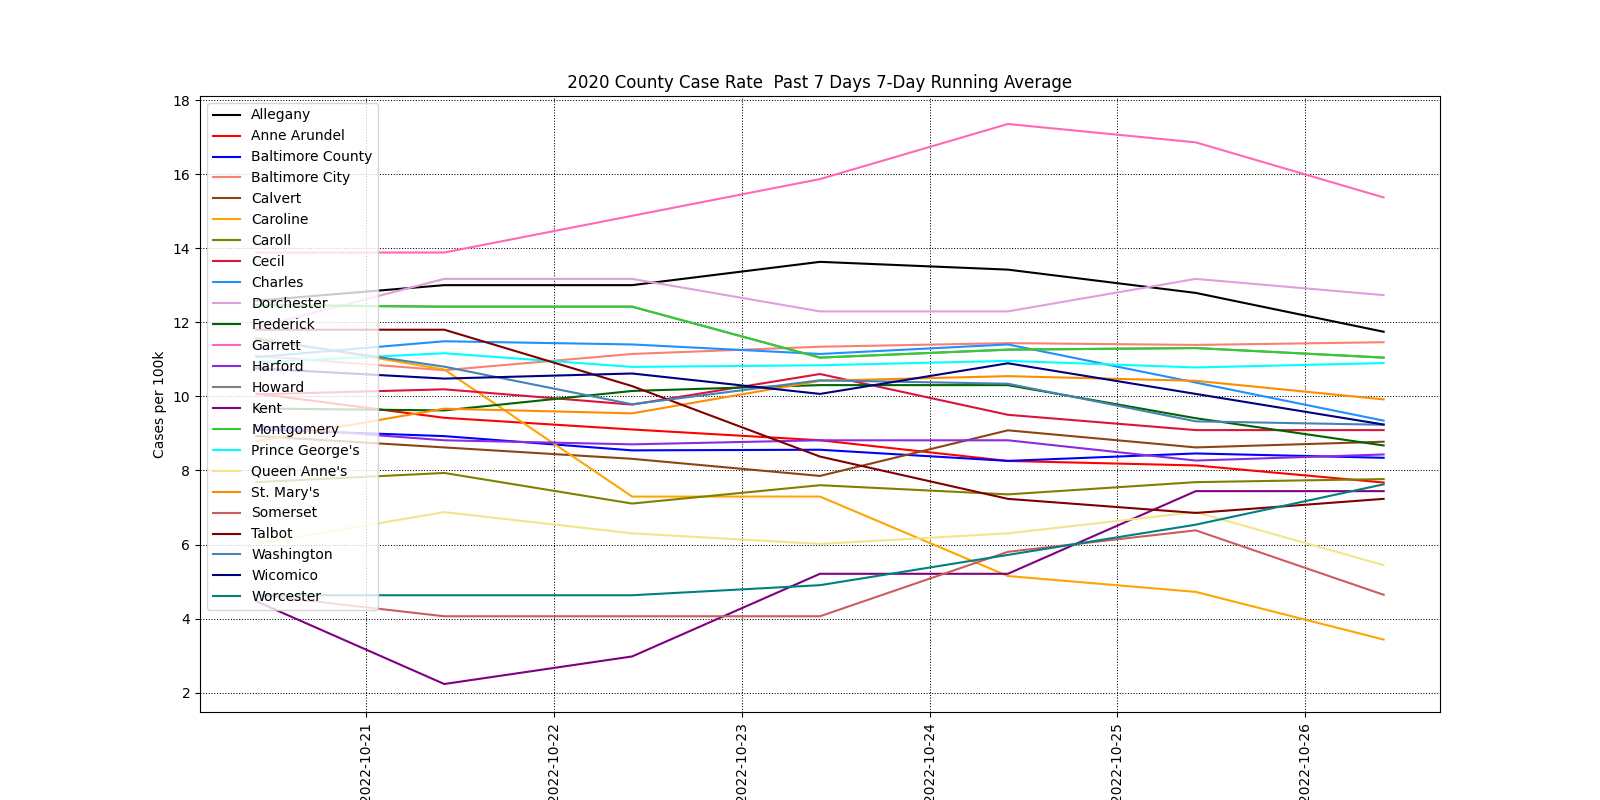 2020 County Case Rate  Past 7 Days 7-Day Running Average
Cases per 100k
18
16
14
12
10
8
6
4
2
Allegany
Anne Arundel
Baltimore County
Baltimore City
Calvert
Caroline
Caroll
Cecil
Charles
Dorchester
Frederick
Garrett
Harford
Howard
Kent
Montgomery
Prince George's
Queen Anne's
St. Mary's
Somerset
Talbot
Washington
Wicomico
Worcester
2022-10-21
2022-10-22
2022-10-23
2022-10-24
2022-10-25
2022-10-26